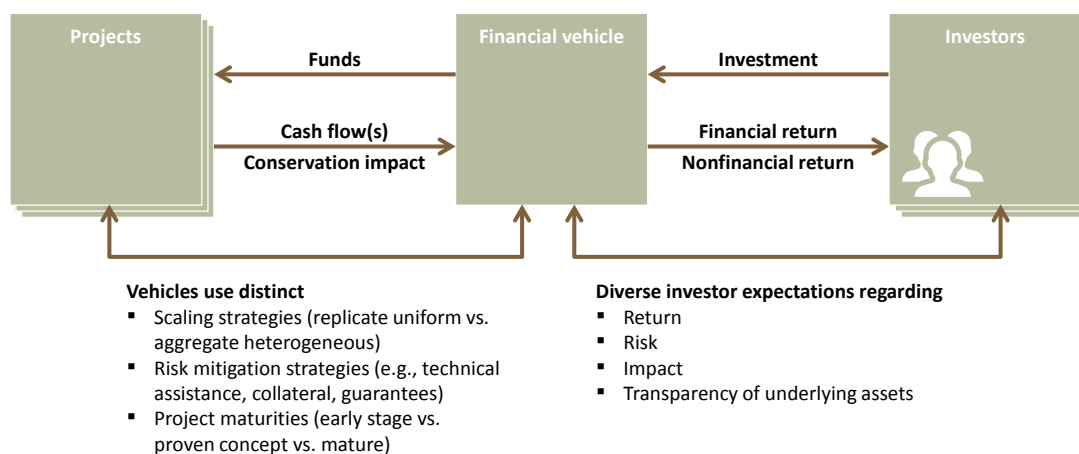 Projects
Financial vehicle
Investors
Funds
Investment
Cash flow(s)
Conservation impact
Financial return
Nonfinancial return
Vehicles use distinct
▪ Scaling strategies (replicate uniform vs.
aggregate heterogeneous)
▪ Risk mitigation strategies (e.g., technical
assistance, collateral, guarantees)
▪ Project maturities (early stage vs.
proven concept vs. mature)
Diverse investor expectations regarding
▪ Return
▪ Risk
▪ Impact
▪ Transparency of underlying assets